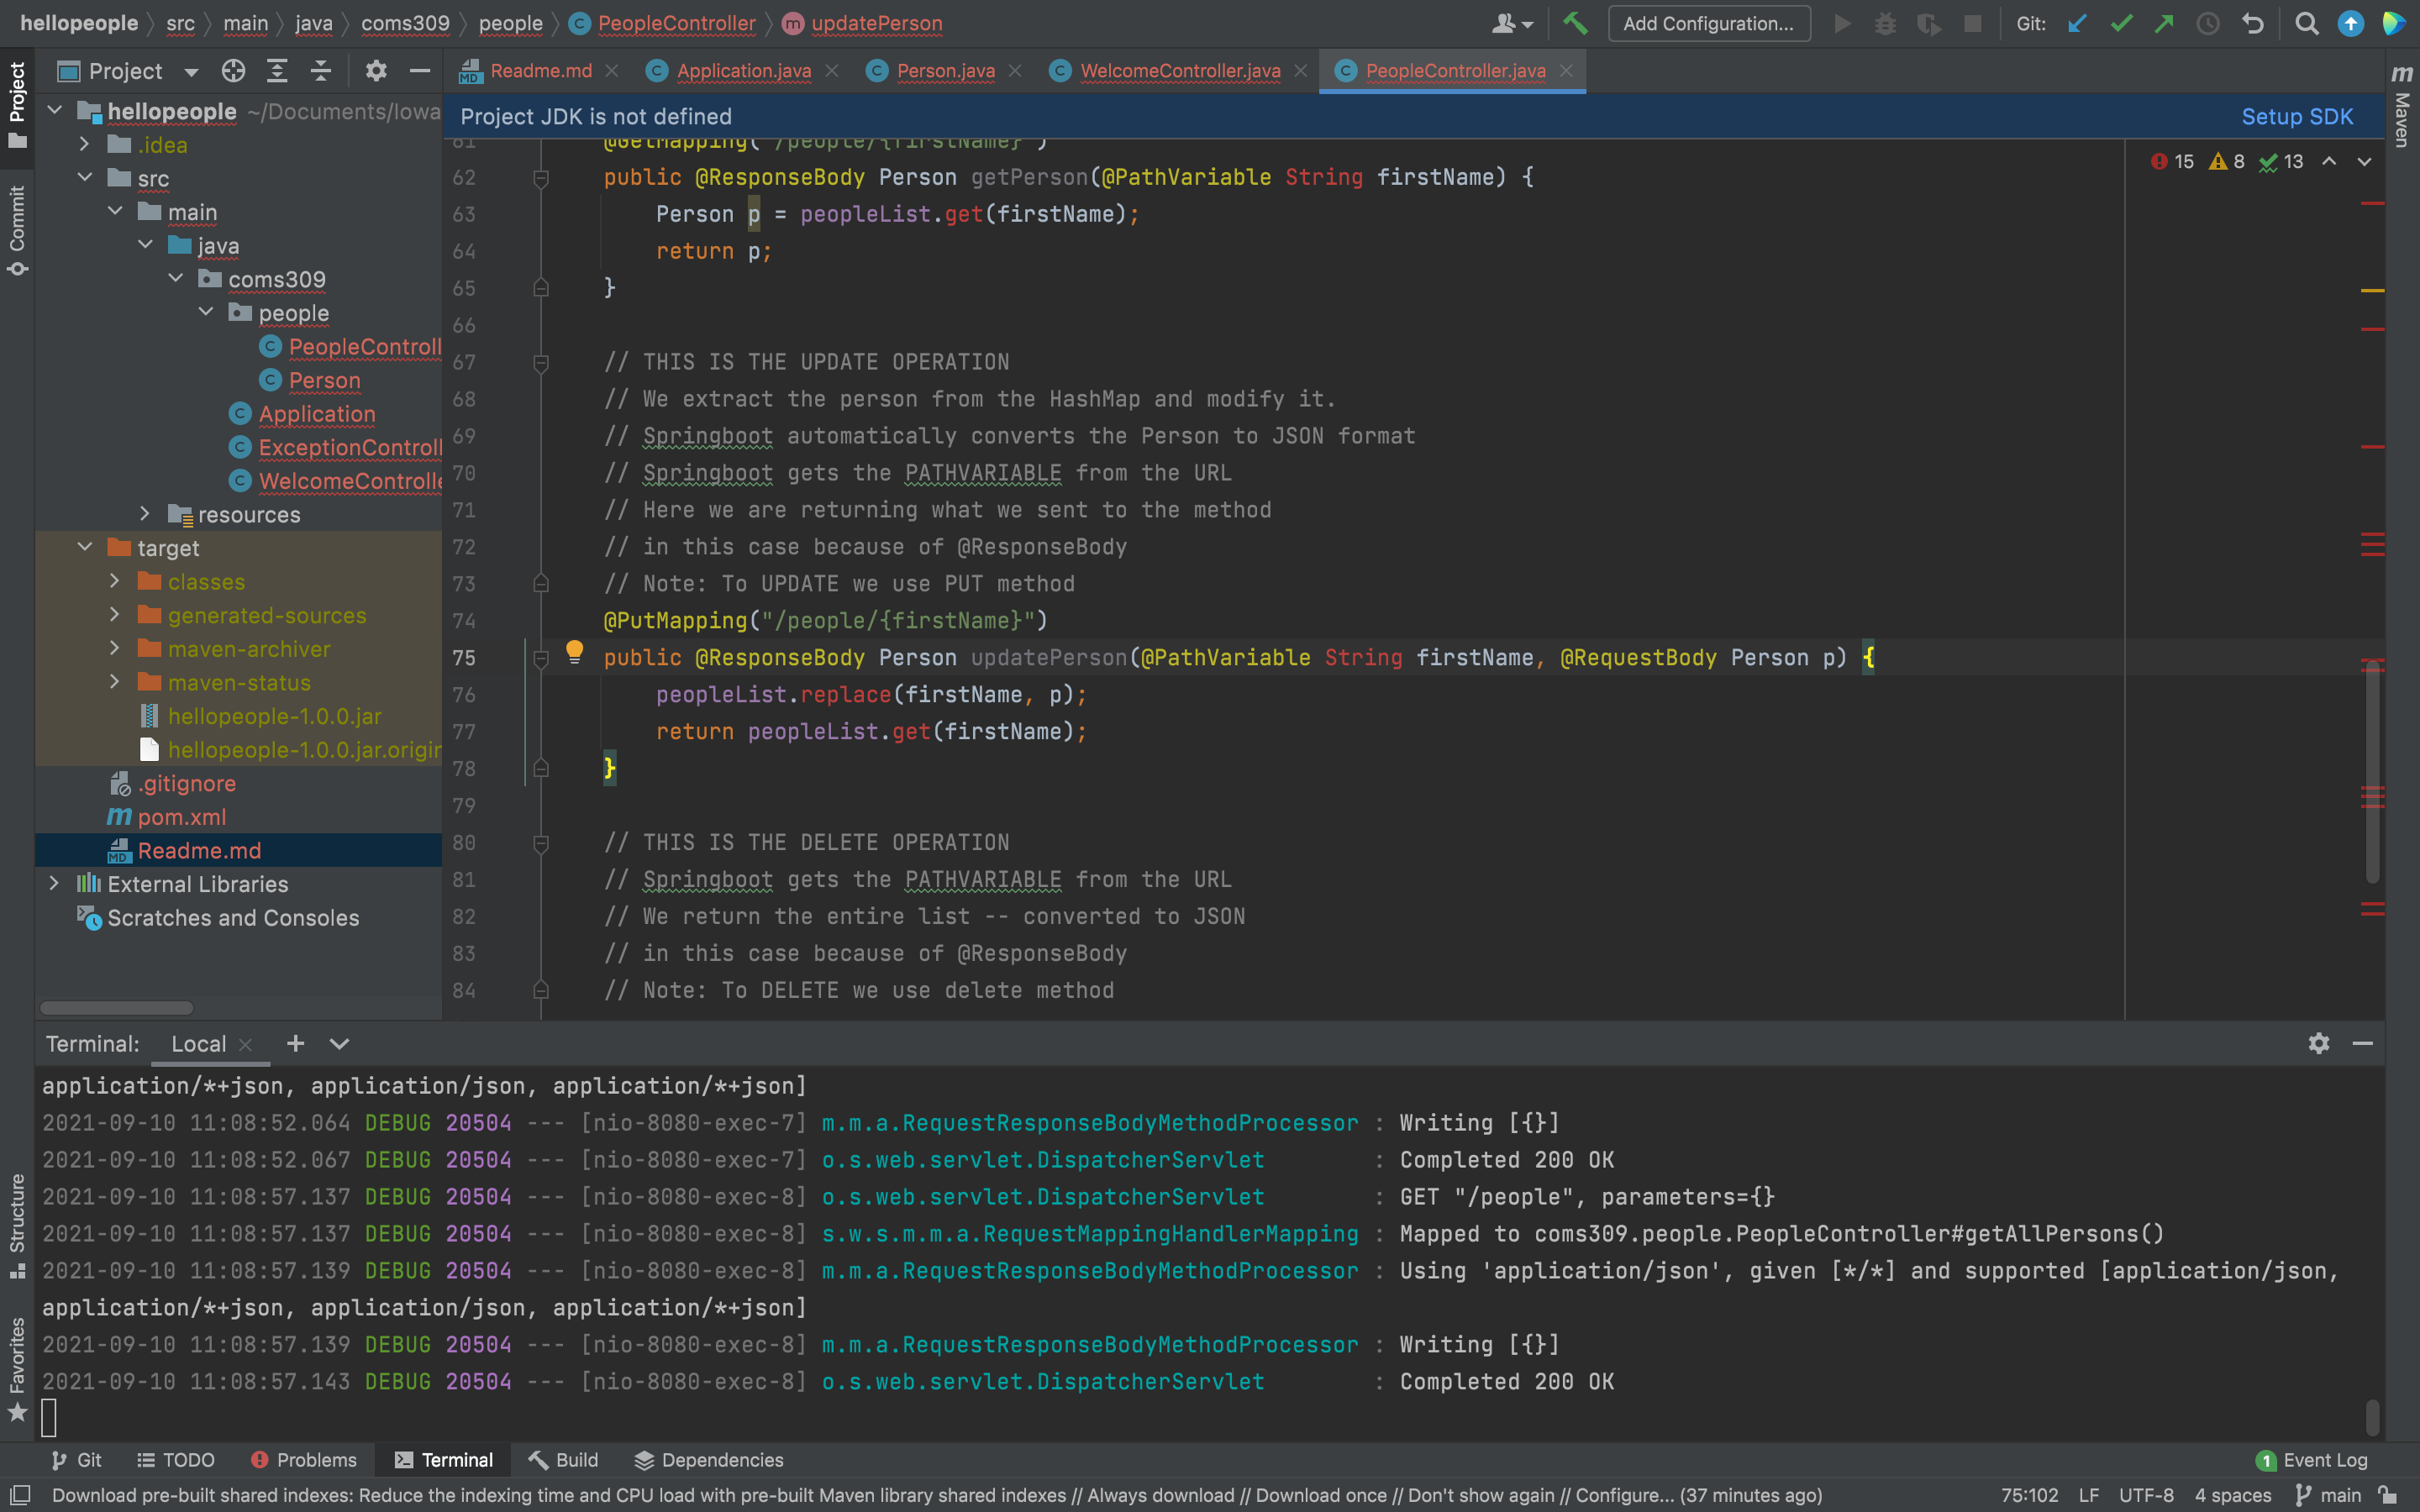 hellopeople
src
main
java
coms309
people
PeopleController
updatePerson
Add Configuration...
Git:
Project
Readme.md
Application.java
Person.java
WelcomeController.java
PeopleController.java
Project
Commit
Structure
Favorites
Maven
hellopeople ~/Documents/Iowa
.idea
src
main
java
coms309
people
PeopleControll
Person
Application
ExceptionControll
WelcomeControlle
resources
target
classes
generated-sources
maven-archiver
maven-status
hellopeople-1.0.0.jar
hellopeople-1.0.0.jar.origin
.gitignore
pom.xml
Readme.md
External Libraries
Scratches and Consoles
Project JDK is not defined
Setup SDK
15 8 13
61 @GetMapping("/people/{firstName}")
62 public @ResponseBody Person getPerson(@PathVariable String firstName) {
63 Person p = peopleList.get(firstName);
64 return p;
65 }
66
67 // THIS IS THE UPDATE OPERATION
68 // We extract the person from the HashMap and modify it.
69 // Springboot automatically converts the Person to JSON format
70 // Springboot gets the PATHVARIABLE from the URL
71 // Here we are returning what we sent to the method
72 // in this case because of @ResponseBody
73 // Note: To UPDATE we use PUT method
74 @PutMapping("/people/{firstName}")
75 public @ResponseBody Person updatePerson(@PathVariable String firstName, @RequestBody Person p) {
76 peopleList.replace(firstName, p);
77 return peopleList.get(firstName);
78 }
79
80 // THIS IS THE DELETE OPERATION
81 // Springboot gets the PATHVARIABLE from the URL
82 // We return the entire list -- converted to JSON
83 // in this case because of @ResponseBody
84 // Note: To DELETE we use delete method
Terminal:
Local
application/*+json, application/json, application/*+json]
2021-09-10 11:08:52.064 DEBUG 20504 --- [nio-8080-exec-7] m.m.a.RequestResponseBodyMethodProcessor : Writing [{}]
2021-09-10 11:08:52.067 DEBUG 20504 --- [nio-8080-exec-7] o.s.web.servlet.DispatcherServlet : Completed 200 OK
2021-09-10 11:08:57.137 DEBUG 20504 --- [nio-8080-exec-8] o.s.web.servlet.DispatcherServlet : GET "/people", parameters={}
2021-09-10 11:08:57.137 DEBUG 20504 --- [nio-8080-exec-8] s.w.s.m.m.a.RequestMappingHandlerMapping : Mapped to coms309.people.PeopleController#getAllPersons()
2021-09-10 11:08:57.139 DEBUG 20504 --- [nio-8080-exec-8] m.m.a.RequestResponseBodyMethodProcessor : Using 'application/json', given [*/*] and supported [application/json,
application/*+json, application/json, application/*+json]
2021-09-10 11:08:57.139 DEBUG 20504 --- [nio-8080-exec-8] m.m.a.RequestResponseBodyMethodProcessor : Writing [{}]
2021-09-10 11:08:57.143 DEBUG 20504 --- [nio-8080-exec-8] o.s.web.servlet.DispatcherServlet : Completed 200 OK
Git
TODO
Problems
Terminal
Build
Dependencies
1 Event Log
Download pre-built shared indexes: Reduce the indexing time and CPU load with pre-built Maven library shared indexes // Always download // Download once // Don't show again // Configure... (37 minutes ago)
75:102 LF UTF-8 4 spaces main